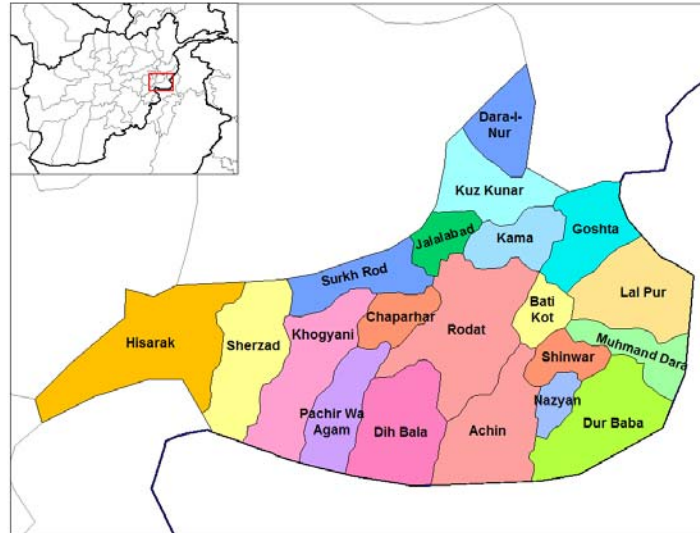 Dara-I-
Nur
Kuz Kunar
Jalalabad
Kama
Goshta
Surkh Rod
Lal Pur
Chaparhar
Bati
Kot
Hisarak
Sherzad
Khogyani
Rodat
Muhmand Dara
Shinwar
Nazyan
Pachir Wa
Agam
Dih Bala
Achin
Dur Baba